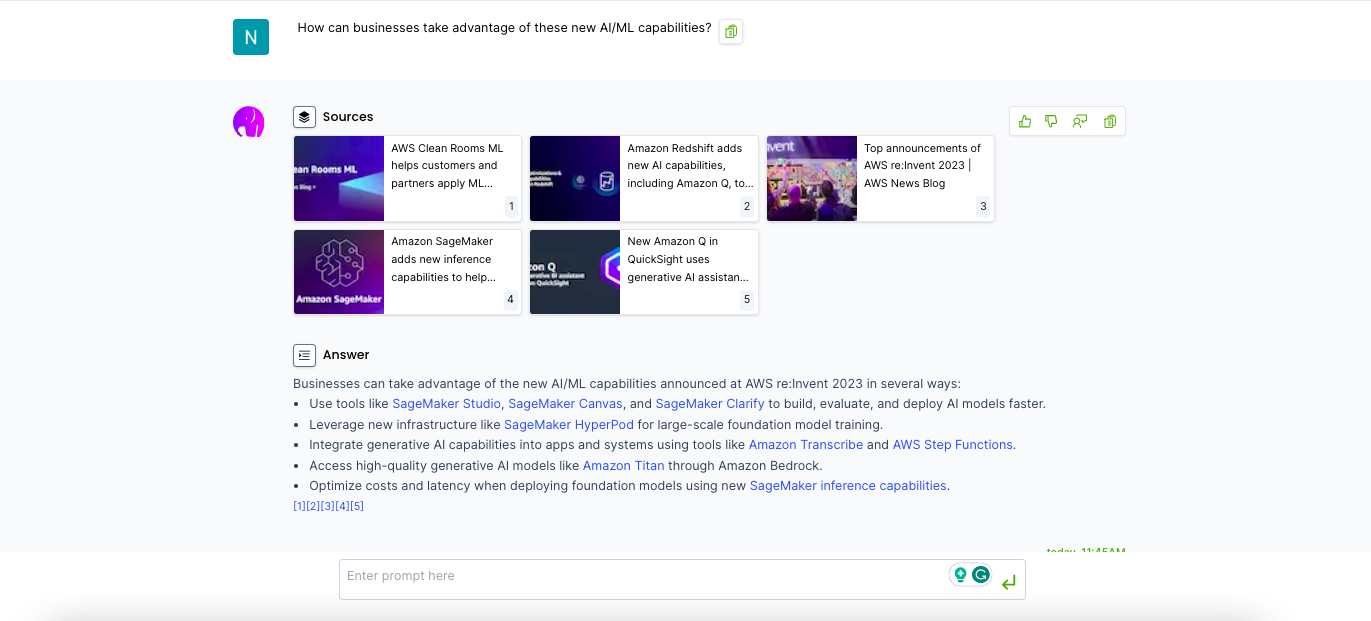 N
How can businesses take advantage of these new AI/ML capabilities?
Sources
ean Rooms ML
s Blog >
AWS Clean Rooms ML
helps customers and
partners apply ML...
1
Amazon Redshift adds
new AI capabilities,
including Amazon Q, to...
2
vent
Top announcements of
AWS re:Invent 2023 |
AWS News Blog
3
Amazon SageMaker
Amazon SageMaker
adds new inference
capabilities to help...
4
zon Q
erative BI assistant
on QuickSight
New Amazon Q in
QuickSight uses
generative AI assistan...
5
Answer
Businesses can take advantage of the new AI/ML capabilities announced at AWS re:Invent 2023 in several ways:
• Use tools like SageMaker Studio, SageMaker Canvas, and SageMaker Clarify to build, evaluate, and deploy AI models faster.
• Leverage new infrastructure like SageMaker HyperPod for large-scale foundation model training.
• Integrate generative AI capabilities into apps and systems using tools like Amazon Transcribe and AWS Step Functions.
• Access high-quality generative AI models like Amazon Titan through Amazon Bedrock.
• Optimize costs and latency when deploying foundation models using new SageMaker inference capabilities.
[1][2][3][4][5]
today, 11:45AM
Enter prompt here